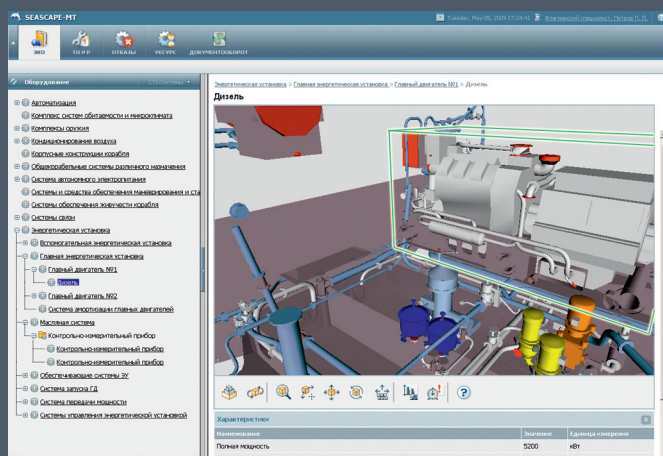 SEASCAPE-MT
Tuesday, May 05, 2009 17:24:41
Флагманский специалист, Петров П. П.
ЭКО
ТО И Р
ОТКАЗЫ
РЕСУРС
ДОКУМЕНТООБОРОТ
Оборудование
Автоматизация
Комплекс систем обитаемости и микроклимата
Комплексы оружия
Кондиционирование воздуха
Корпусные конструкции корабля
Общекорабельные системы различного назначения
Система автономного электропитания
Системы и средства обеспечения маневрирования и ста
Системы обеспечения живучести корабля
Системы связи
Энергетическая установка
Вспомогательная энергетическая установка
Главная энергетическая установка
Главный двигатель №1
Дизель
Главный двигатель №2
Система амортизации главных двигателей
Масляная система
Контрольно-измерительный прибор
Контрольно-измерительный прибор
Контрольно-измерительный прибор
Обеспечивающие системы ЭУ
Система запуска ГД
Система передачи мощности
Системы управления энергетической установкой
Энергетическая установка > Главная энергетическая установка > Главный двигатель №1 > Дизель
Дизель
Характеристики
Наименование Значение Единица измерения
Полная мощность 5200 кВт